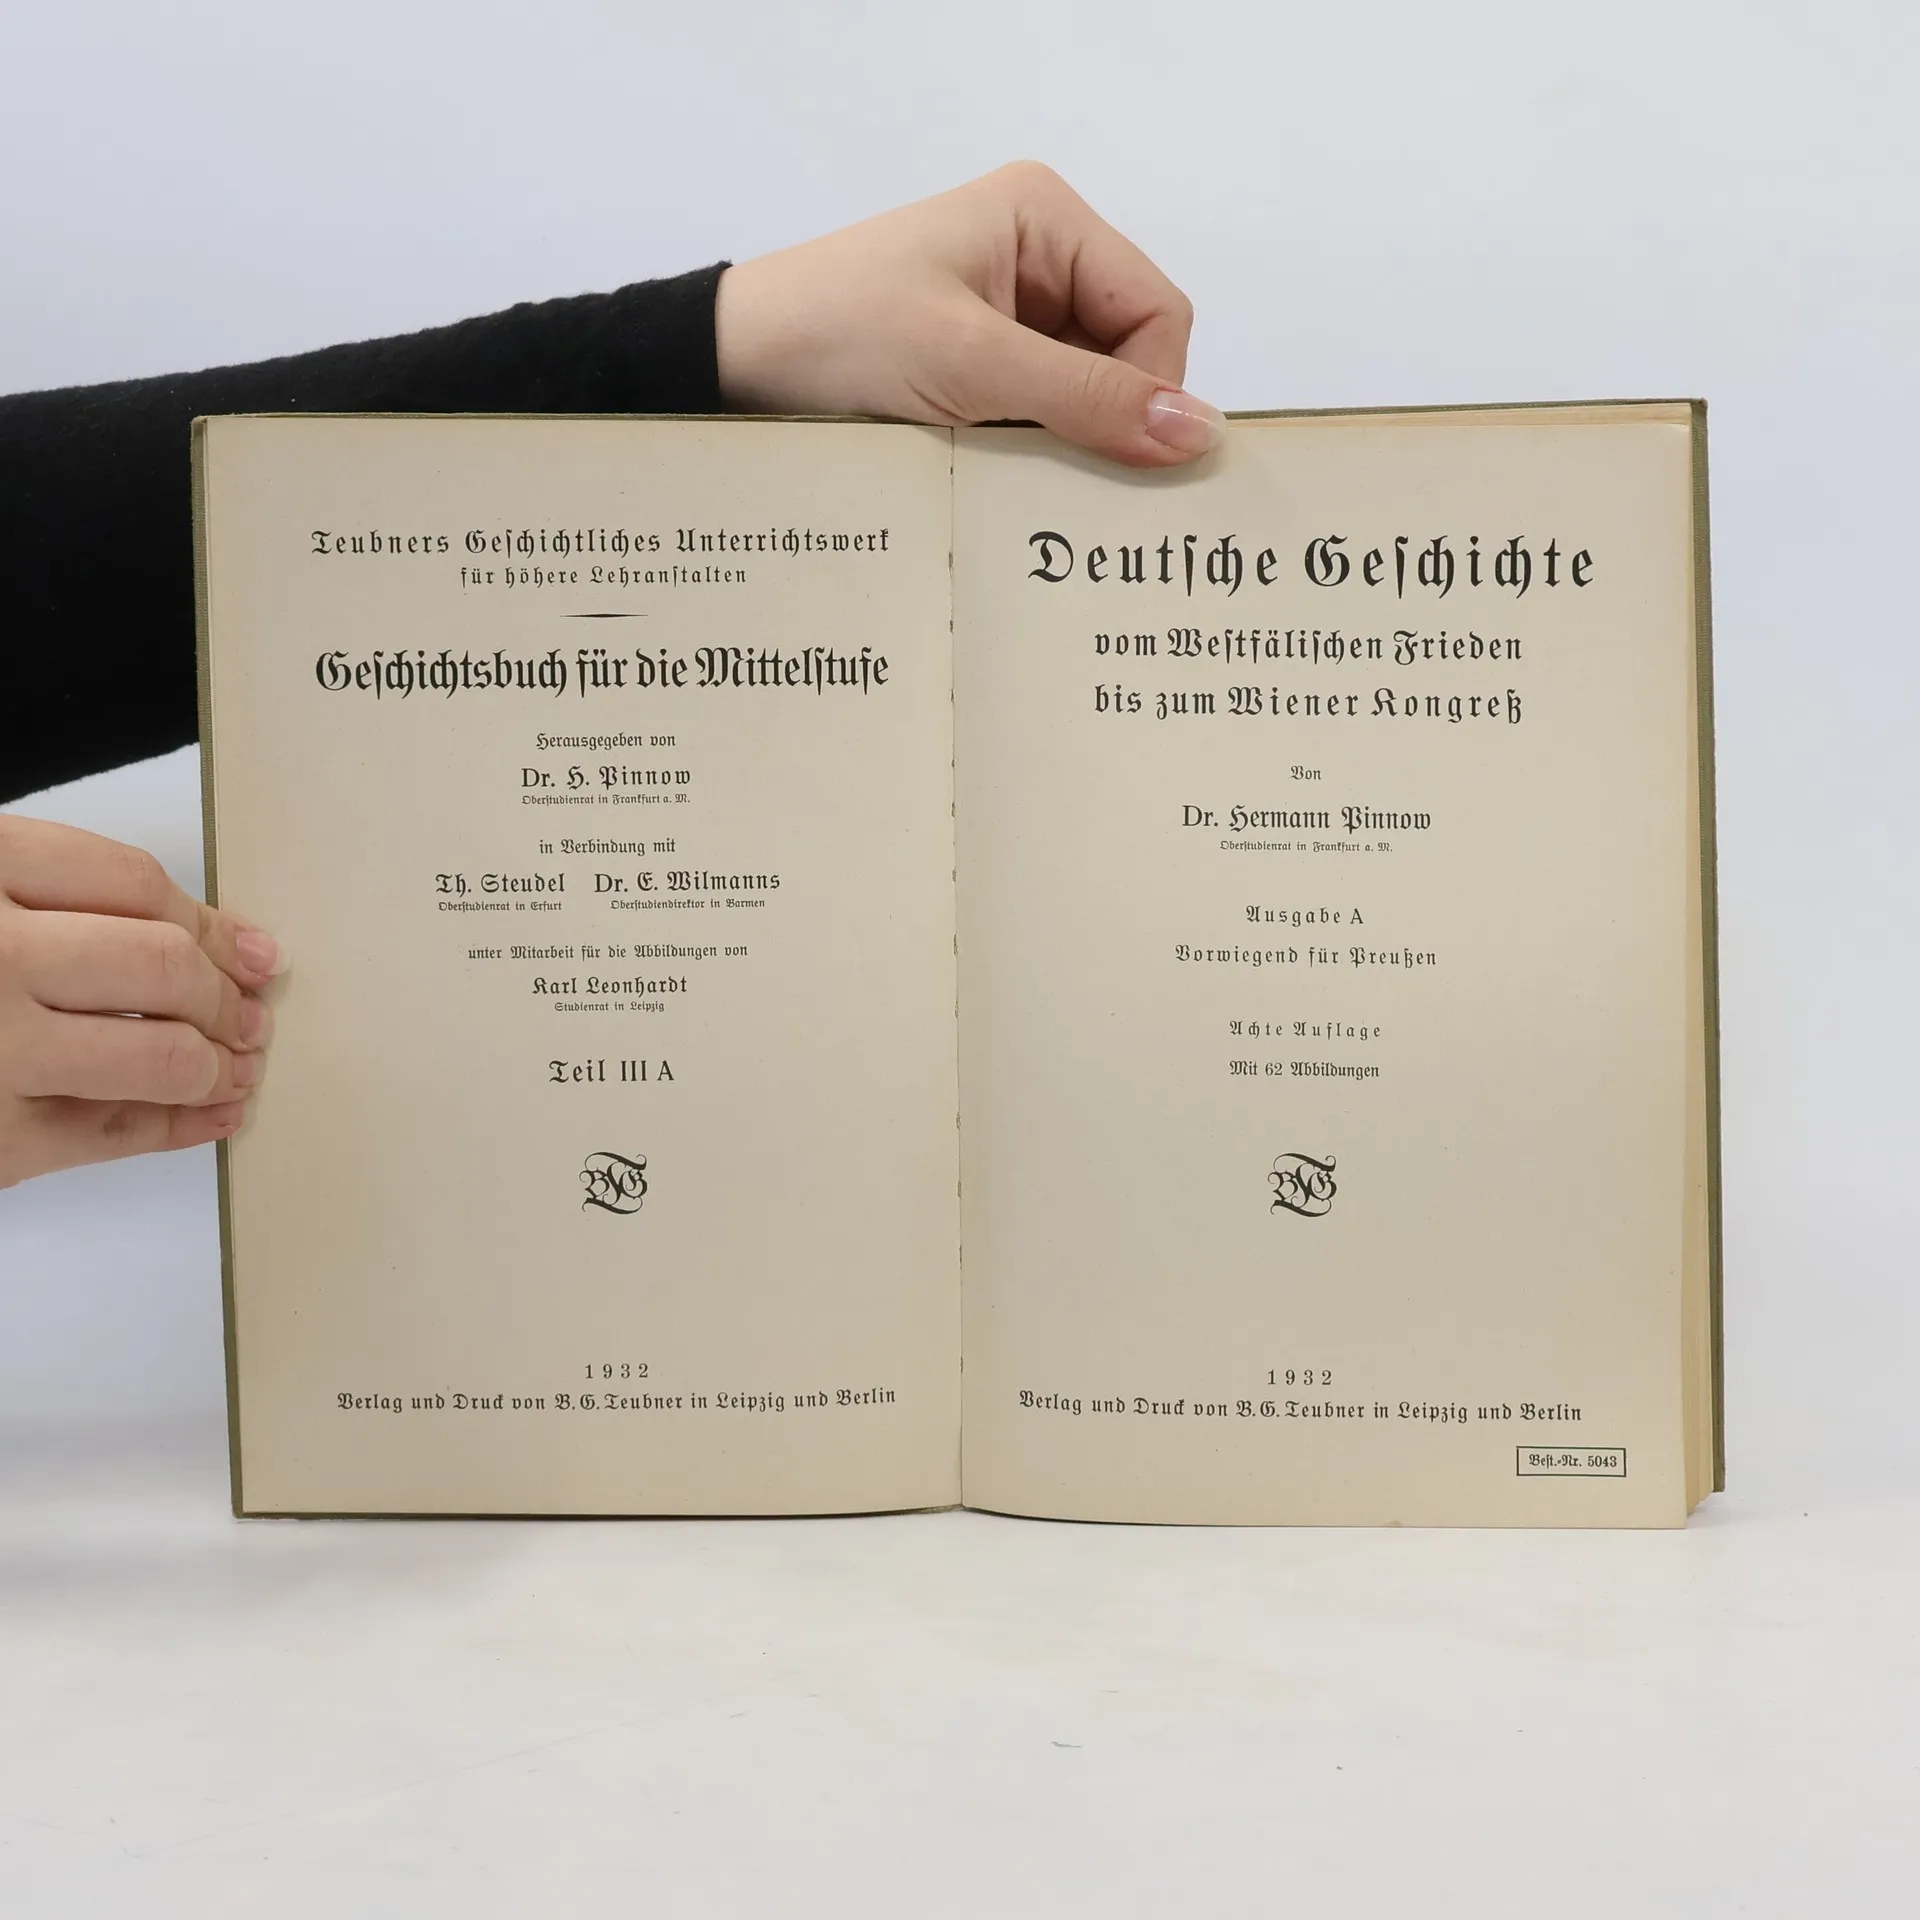 Teubners Geschichtliches Unterrichtswerk
für höhere Lehranstalten
Geschichtsbuch für die Mittelstufe
Herausgegeben von
Dr. H. Pinnow
Oberstudienrat in Frankfurt a. M.
in Verbindung mit
Th. Steudel Dr. E. Wilmanns
Oberstudienrat in Erfurt Oberstudiendirektor in Barmen
unter Mitarbeit für die Abbildungen von
Karl Leonhardt
Studienrat in Leipzig
Teil III A
BTG
1932
Verlag und Druck von B. G. Teubner in Leipzig und Berlin
Deutsche Geschichte
vom Westfälischen Frieden
bis zum Wiener Kongreß
Von
Dr. Hermann Pinnow
Oberstudienrat in Frankfurt a. M.
Ausgabe A
Vorwiegend für Preußen
Achte Auflage
Mit 62 Abbildungen
BTG
1932
Verlag und Druck von B. G. Teubner in Leipzig und Berlin
Best.-Nr. 5043